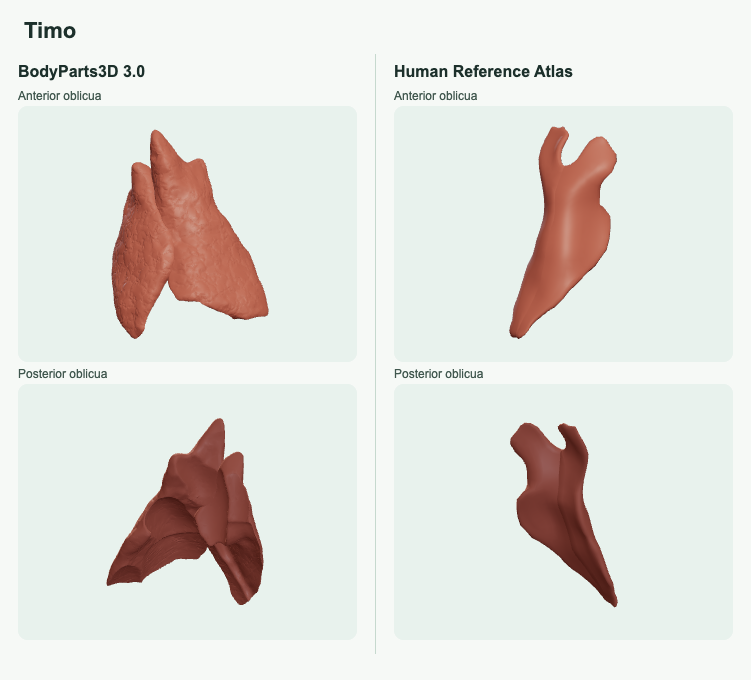 Timo
BodyParts3D 3.0
Anterior oblicua
Posterior oblicua
Human Reference Atlas
Anterior oblicua
Posterior oblicua